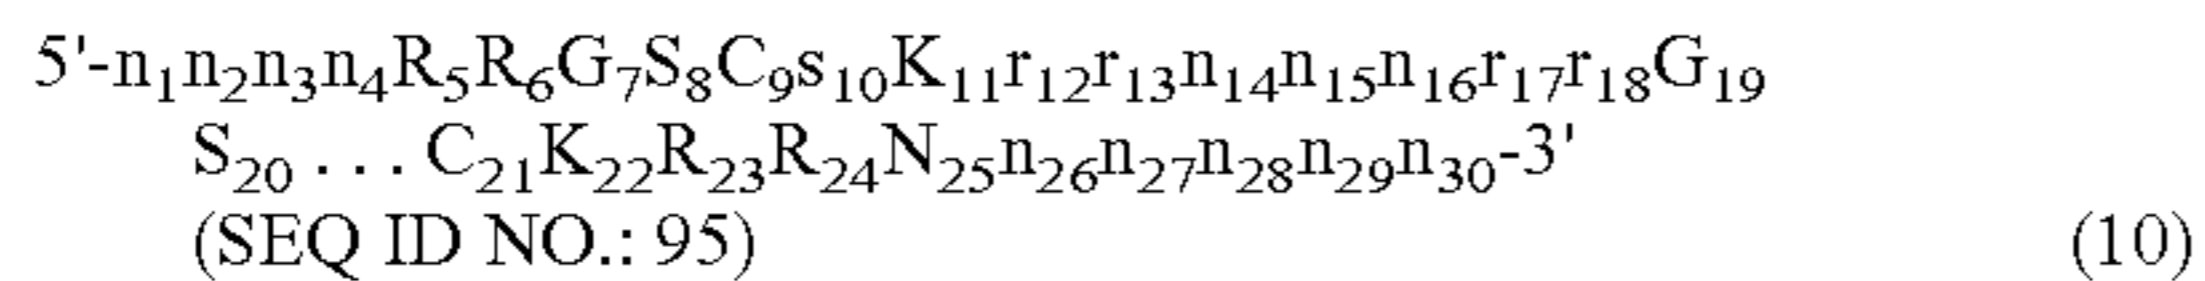 5'-n₁n₂n₃n₄R₅R₆G₇S₈C₉s₁₀K₁₁r₁₂r₁₃n₁₄n₁₅n₁₆r₁₇r₁₈G₁₉
S₂₀ . . . C₂₁K₂₂R₂₃R₂₄N₂₅n₂₆n₂₇n₂₈n₂₉n₃₀-3'
(SEQ ID NO.: 95) (10)